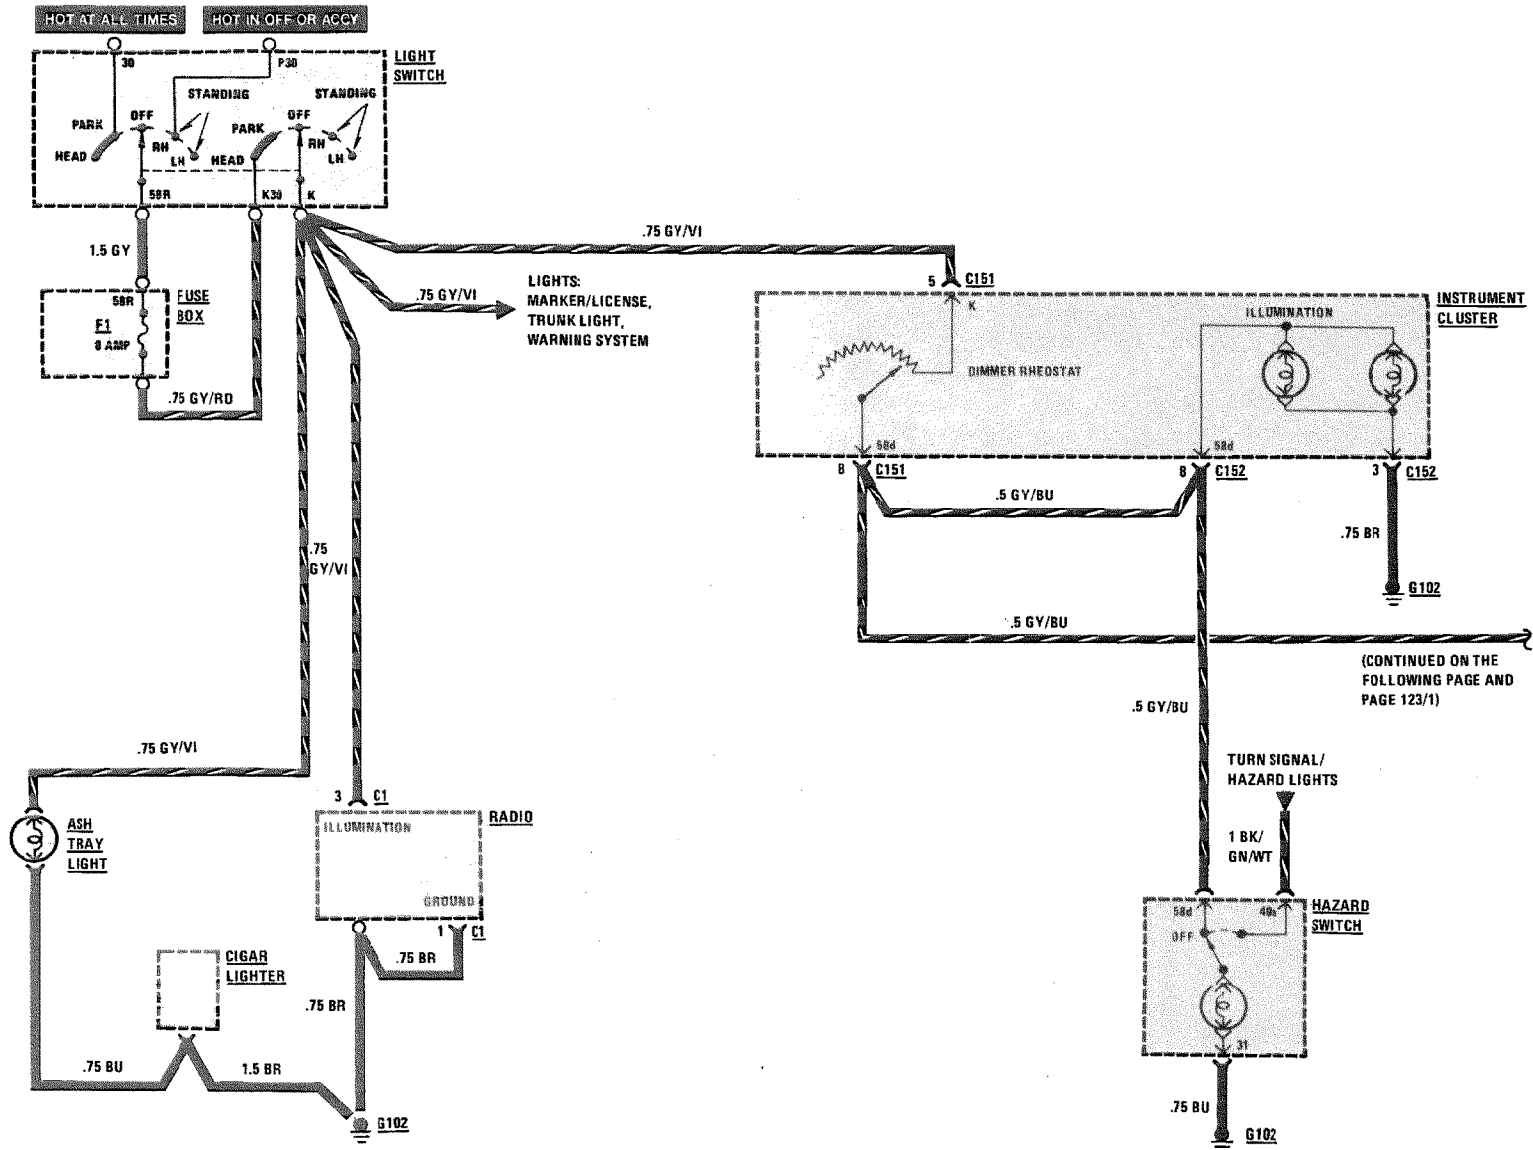 HOT AT ALL TIMES
HOT IN OFF OR ACCY
30
P30
LIGHT
SWITCH
STANDING
STANDING
OFF
OFF
PARK
PARK
RH
RH
HEAD
LH
HEAD
LH
58R
K30
K
1.5 GY
.75 GY/VI
58R
FUSE
BOX
F1
8 AMP
.75 GY/RD
.75 GY/VI
LIGHTS:
MARKER/LICENSE,
TRUNK LIGHT,
WARNING SYSTEM
5
C151
K
INSTRUMENT
CLUSTER
ILLUMINATION
DIMMER RHEOSTAT
58d
58d
8
C151
8
C152
3
C152
.5 GY/BU
.75 BR
G102
.75
GY/VI
.5 GY/BU
(CONTINUED ON THE
FOLLOWING PAGE AND
PAGE 123/1)
.5 GY/BU
.75 GY/VI
TURN SIGNAL/
HAZARD LIGHTS
3
C1
RADIO
ILLUMINATION
GROUND
ASH
TRAY
LIGHT
1 BK/
GN/WT
1
C1
58d
49a
HAZARD
SWITCH
OFF
.75 BR
CIGAR
LIGHTER
.75 BR
31
.75 BU
1.5 BR
G102
.75 BU
G102